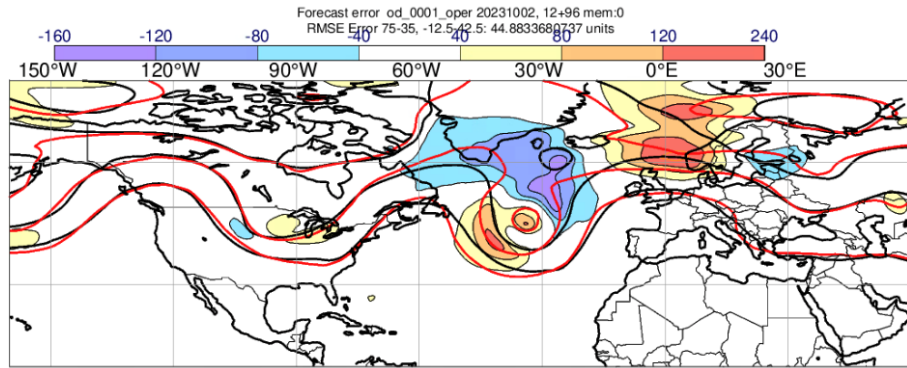 Forecast error od_0001_oper 20231002, 12+96 mem:0
RMSE Error 75-35, -12.5-42.5: 44.8833680737 units
-160 -120 -80 -40 40 80 120 240
150°W 120°W 90°W 60°W 30°W 0°E 30°E